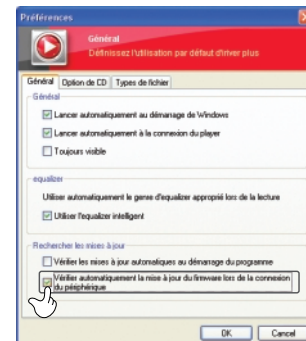 Préférences
Général
Définissez l'utilisation par défaut d'iriver plus
Général
Option de CD
Types de fichier
Général
Lancer automatiquement au démarage de Windows
Lancer automatiquement à la connexion du player
Toujours visible
equalizer
Utiliser automatiquement le genre d'equalizer approprié lors de la lecture
Utiliser l'equalizer intelligent
Rechercher les mises à jour
Vérifier les mises à jour automatiques au démarage du programme
Vérifier automatiquement la mise à jour du firmware lors de la connexion
du périphérique
OK
Cancel